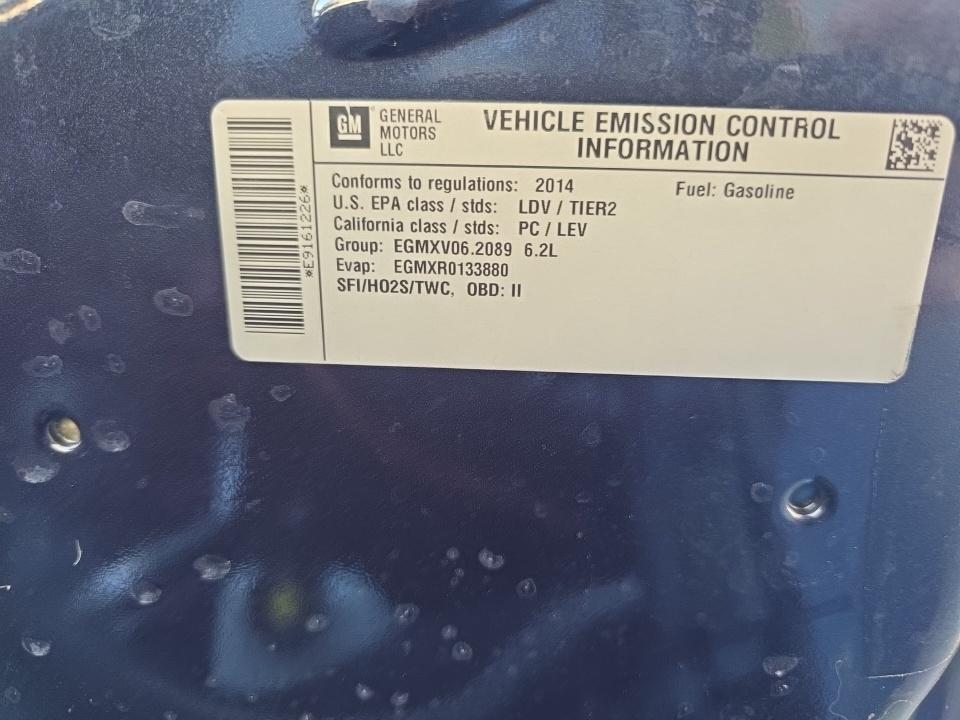 GM
GENERAL
MOTORS
LLC
VEHICLE EMISSION CONTROL
INFORMATION
*E9161226*
Conforms to regulations: 2014 Fuel: Gasoline
U.S. EPA class / stds: LDV / TIER2
California class / stds: PC / LEV
Group: EGMXV06.2089 6.2L
Evap: EGMXR0133880
SFI/HO2S/TWC, OBD: II